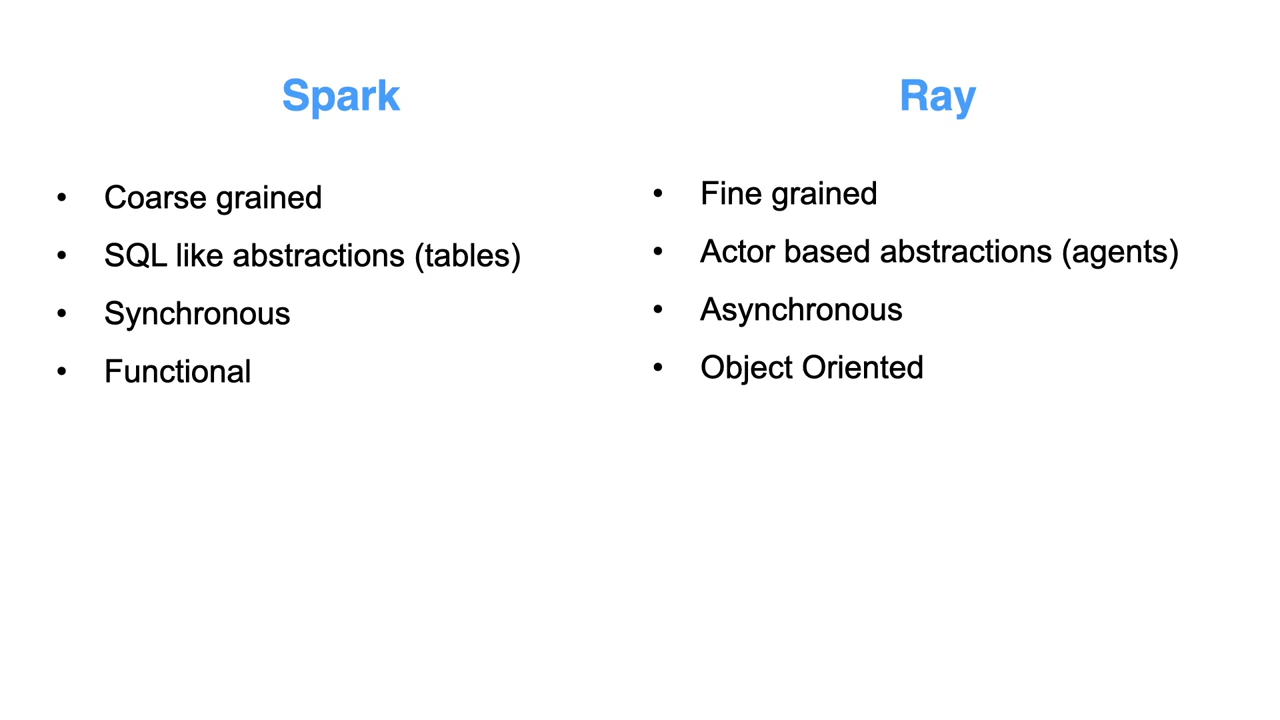 Spark
• Coarse grained
• SQL like abstractions (tables)
• Synchronous
• Functional
Ray
• Fine grained
• Actor based abstractions (agents)
• Asynchronous
• Object Oriented